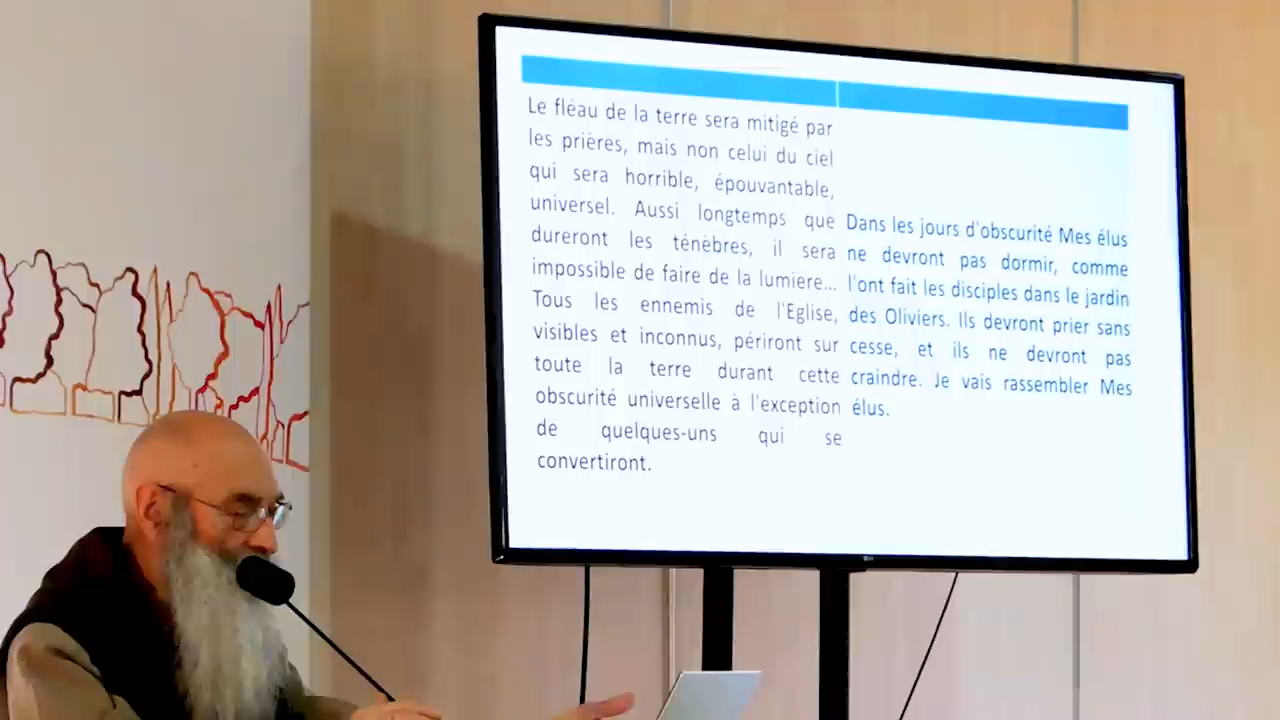 Le fléau de la terre sera mitigé par
les prières, mais non celui du ciel
qui sera horrible, épouvantable,
universel. Aussi longtemps que
dureront les ténèbres, il sera
impossible de faire de la lumiere...
Tous les ennemis de l'Eglise,
visibles et inconnus, périront sur
toute la terre durant cette
obscurité universelle à l'exception
de quelques-uns qui se
convertiront.
Dans les jours d'obscurité Mes élus
ne devront pas dormir, comme
l'ont fait les disciples dans le jardin
des Oliviers. Ils devront prier sans
cesse, et ils ne devront pas
craindre. Je vais rassembler Mes
élus.